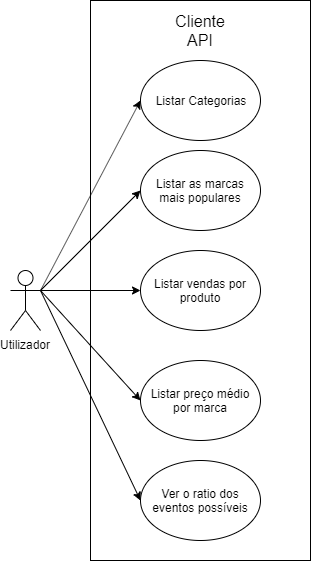 Cliente
API
Listar Categorias
Listar as marcas
mais populares
Listar vendas por
produto
Utilizador
Listar preço médio
por marca
Ver o ratio dos
eventos possíveis